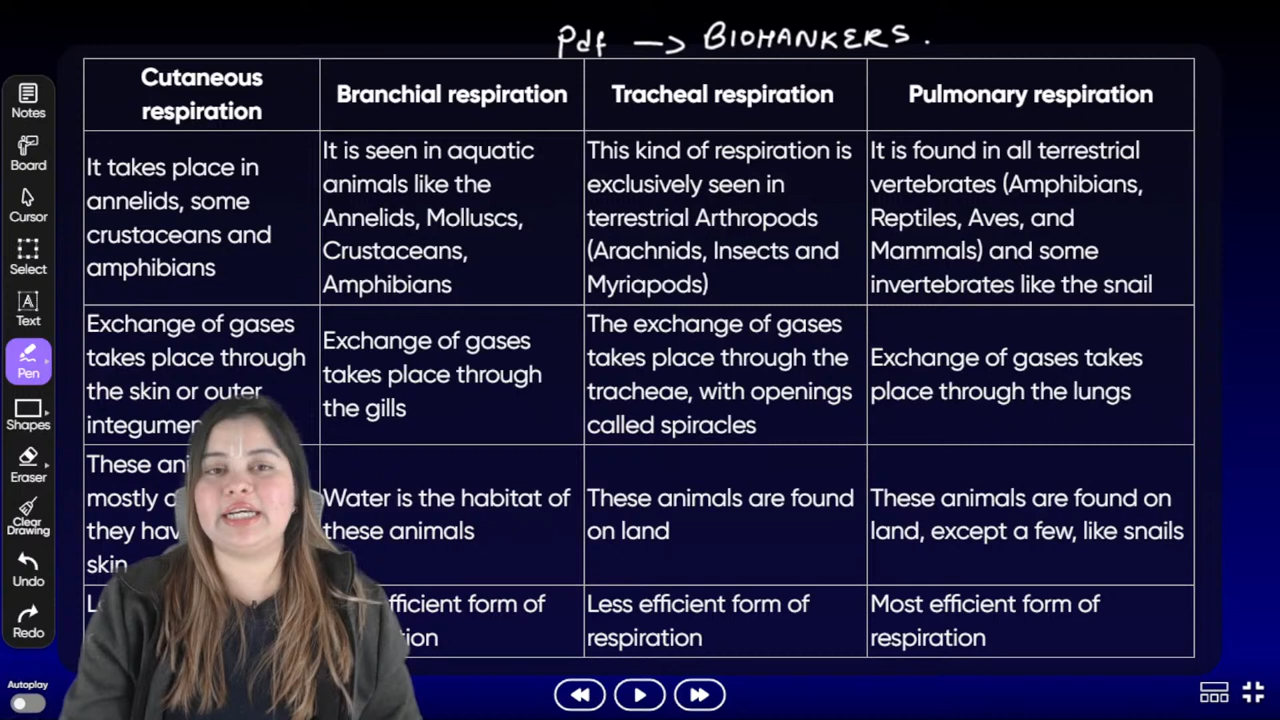 Pdf → BIOHANKERS.
Notes
Board
Cursor
Select
Text
Pen
Shapes
Eraser
Clear
Drawing
Undo
Redo
Autoplay
Cutaneous
respiration
Branchial respiration
Tracheal respiration
Pulmonary respiration
It takes place in
annelids, some
crustaceans and
amphibians
It is seen in aquatic
animals like the
Annelids, Molluscs,
Crustaceans,
Amphibians
This kind of respiration is
exclusively seen in
terrestrial Arthropods
(Arachnids, Insects and
Myriapods)
It is found in all terrestrial
vertebrates (Amphibians,
Reptiles, Aves, and
Mammals) and some
invertebrates like the snail
Exchange of gases
takes place through
the skin or outer
Exchange of gases
takes place through
the gills
The exchange of gases
takes place through the
tracheae, with openings
called spiracles
Exchange of gases takes
place through the lungs
These
mostly
they
skin
Water is the habitat of
these animals
These animals are found
on land
These animals are found on
land, except a few, like snails
efficient form of
Less efficient form of
respiration
Most efficient form of
respiration